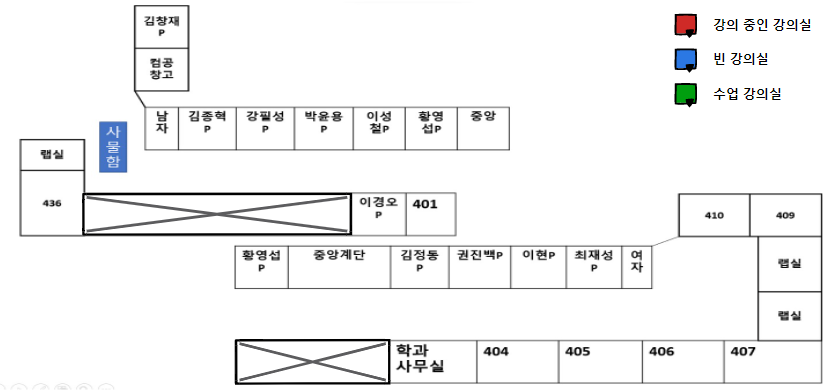 김창재
P
컴공
창고
강의 중인 강의실
빈 강의실
수업 강의실
남
자
김종혁
P
강필성
P
박윤용
P
이성
철P
황영
섭P
중앙
사
물
함
랩실
436
이경오
P
401
410
409
황영섭
P
중앙계단
김정동
P
권진백P
이현P
최재성
P
여
자
랩실
랩실
학과
사무실
404
405
406
407